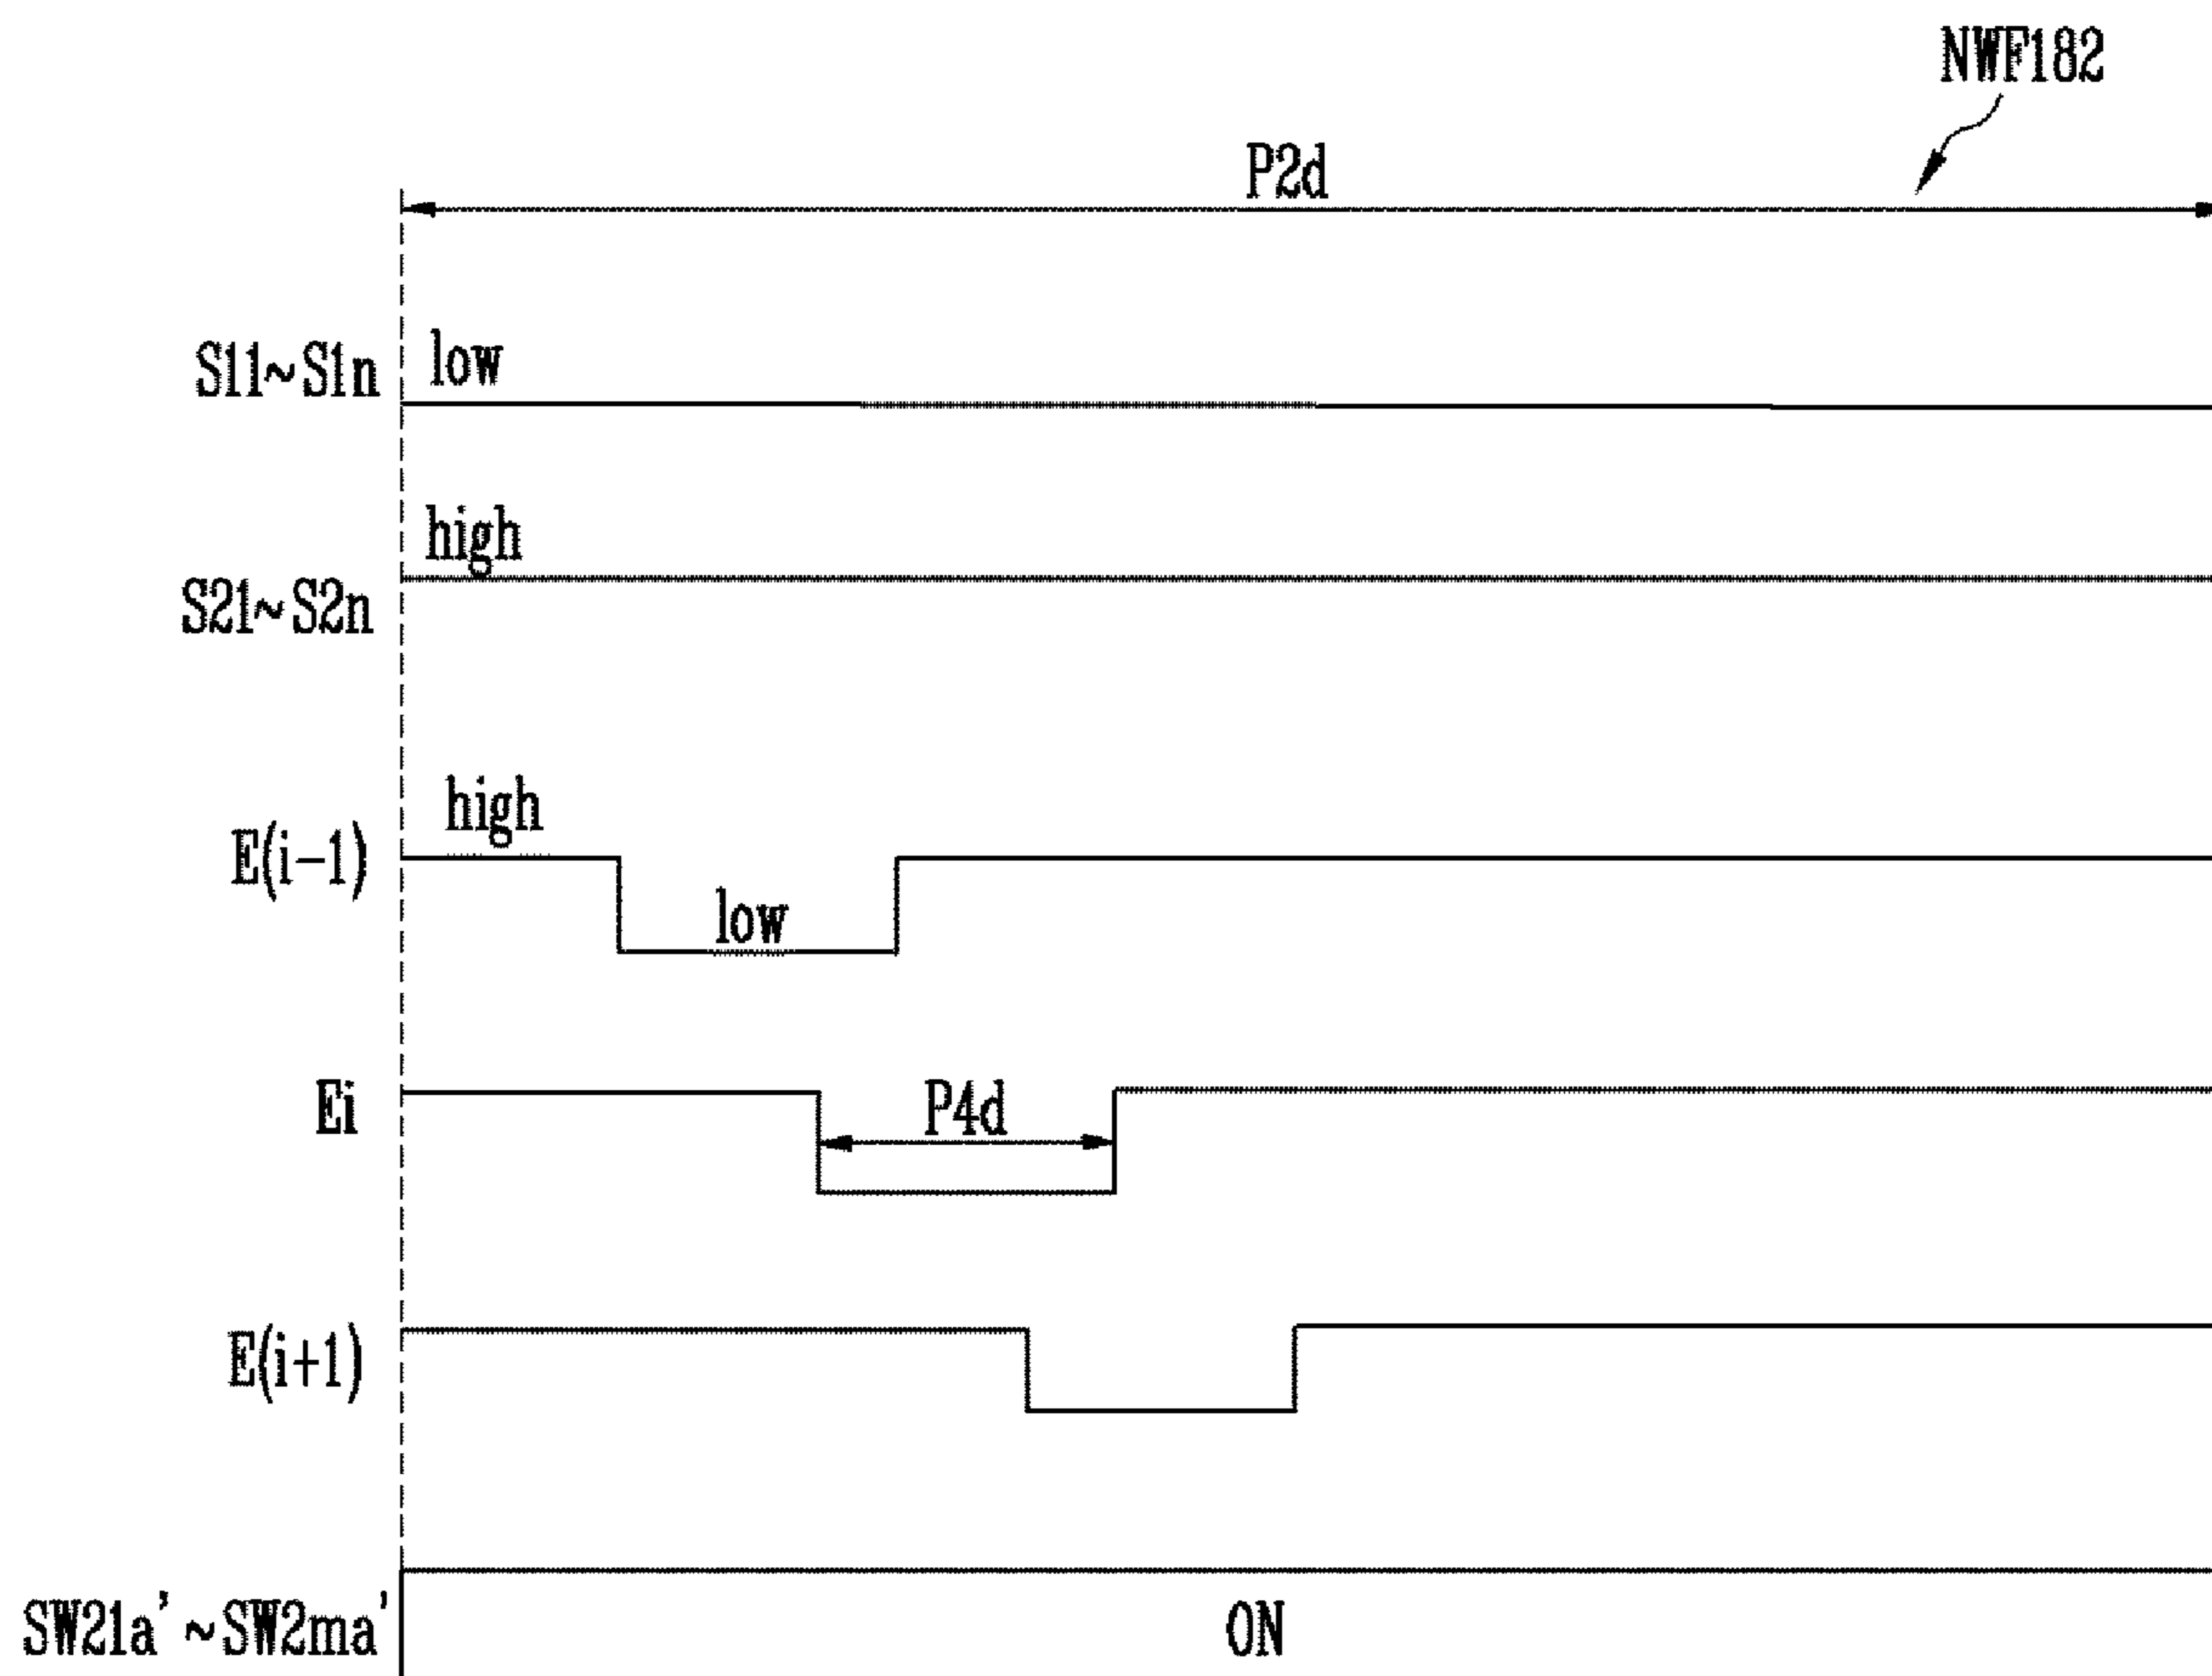 NWF182
P2d
S11~S1n
low
S21~S2n
high
E(i-1)
high
low
Ei
P4d
E(i+1)
SW21a'~SW2ma'
ON